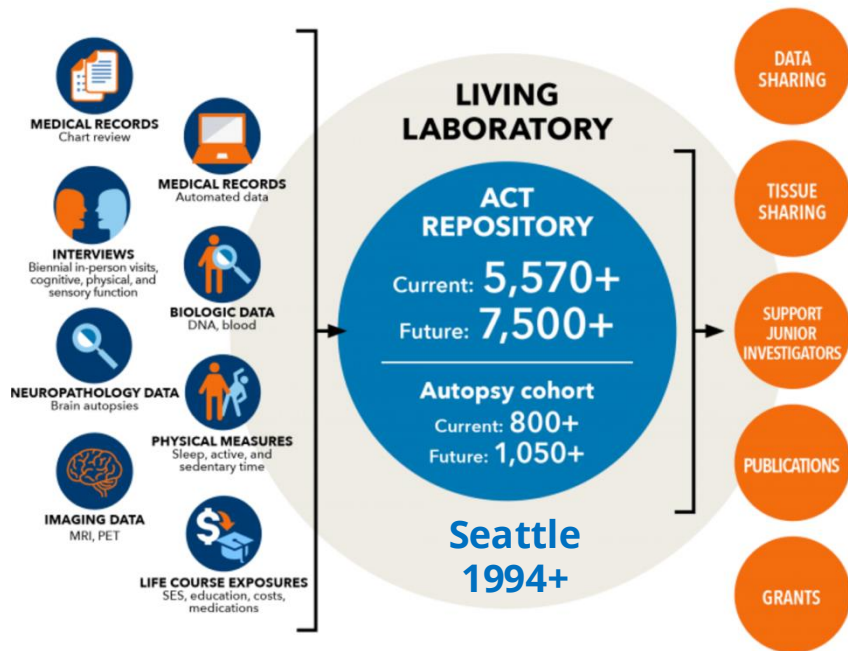 MEDICAL RECORDS
Chart review
MEDICAL RECORDS
Automated data
INTERVIEWS
Biennial in-person visits,
cognitive, physical, and
sensory function
BIOLOGIC DATA
DNA, blood
NEUROPATHOLOGY DATA
Brain autopsies
PHYSICAL MEASURES
Sleep, active, and
sedentary time
IMAGING DATA
MRI, PET
$
LIFE COURSE EXPOSURES
SES, education, costs,
medications
LIVING
LABORATORY
ACT
REPOSITORY
Current: 5,570+
Future: 7,500+
Autopsy cohort
Current: 800+
Future: 1,050+
Seattle
1994+
DATA
SHARING
TISSUE
SHARING
SUPPORT
JUNIOR
INVESTIGATORS
PUBLICATIONS
GRANTS